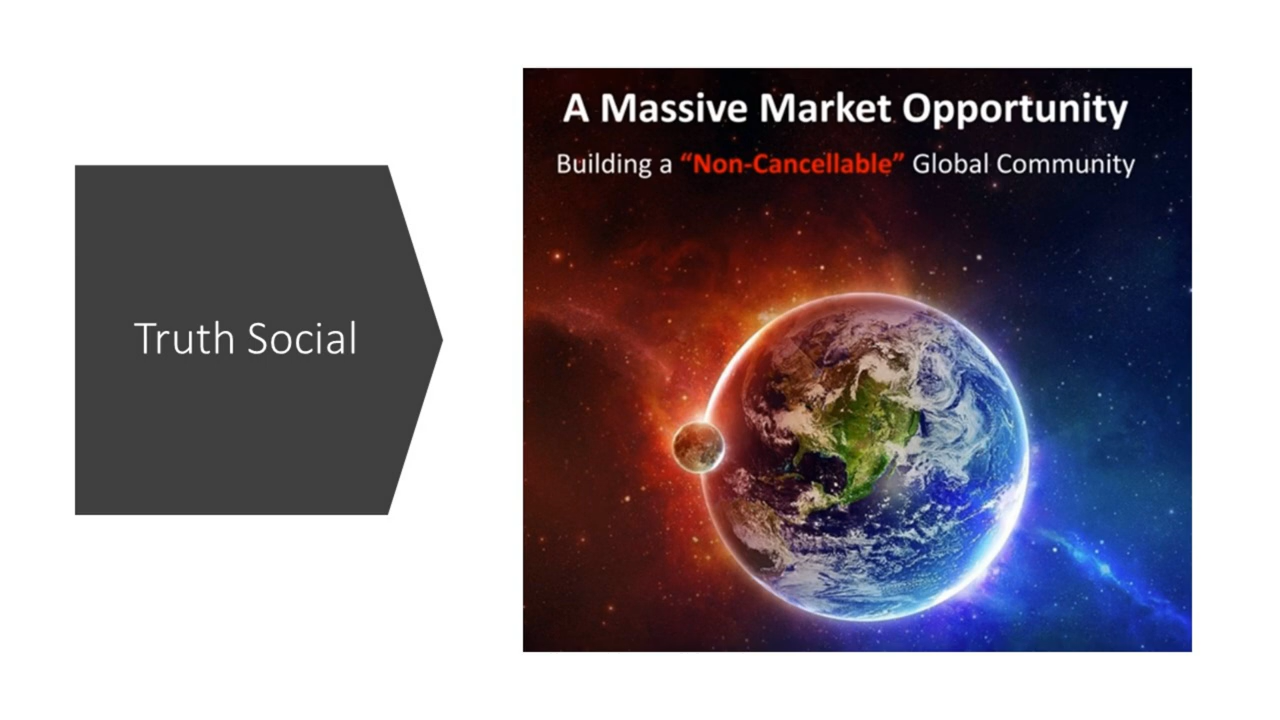 Truth Social
A Massive Market Opportunity
Building a “Non-Cancellable” Global Community